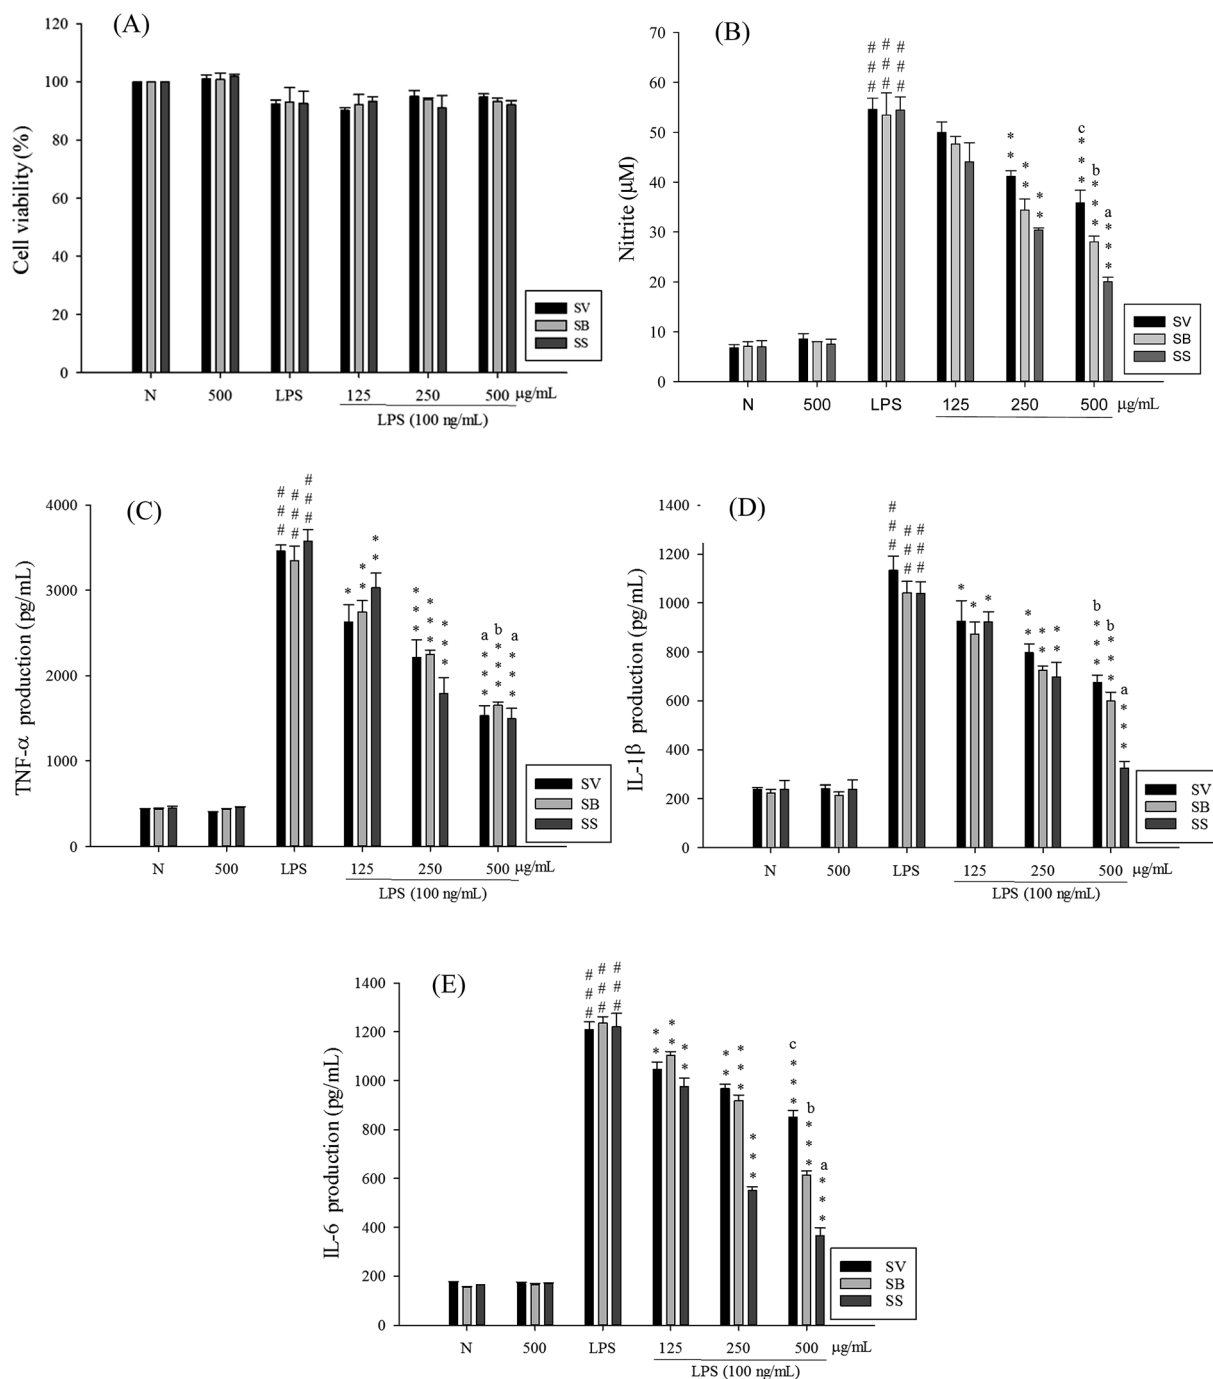 (A)
Cell viability (%)
120
100
80
60
40
20
0
N 500 LPS 125 250 500 μg/mL
LPS (100 ng/mL)
SV
SB
SS
(B)
Nitrite (μM)
70
60
50
40
30
20
10
0
# # #
# # #
# # #
* * * * * *
c b a
* * * * * * * * *
N 500 LPS 125 250 500 μg/mL
SV
SB
SS
(C)
TNF-α production (pg/mL)
4000
3000
2000
1000
0
# # #
# # #
# # #
* * * * *
* * * * * * * * *
a b a
* * * * * * * * *
N 500 LPS 125 250 500 μg/mL
LPS (100 ng/mL)
SV
SB
SS
(D)
IL-1β production (pg/mL)
1400
1200
1000
800
600
400
200
0
# # #
# # #
# # #
* * *
* * * * * *
b b a
* * * * * * * * *
N 500 LPS 125 250 500 μg/mL
LPS (100 ng/mL)
SV
SB
SS
(E)
IL-6 production (pg/mL)
1400
1200
1000
800
600
400
200
0
# # #
# # #
# # #
* * * * * *
* * * * * * * *
c b a
* * * * * * * * *
N 500 LPS 125 250 500 μg/mL
LPS (100 ng/mL)
SV
SB
SS